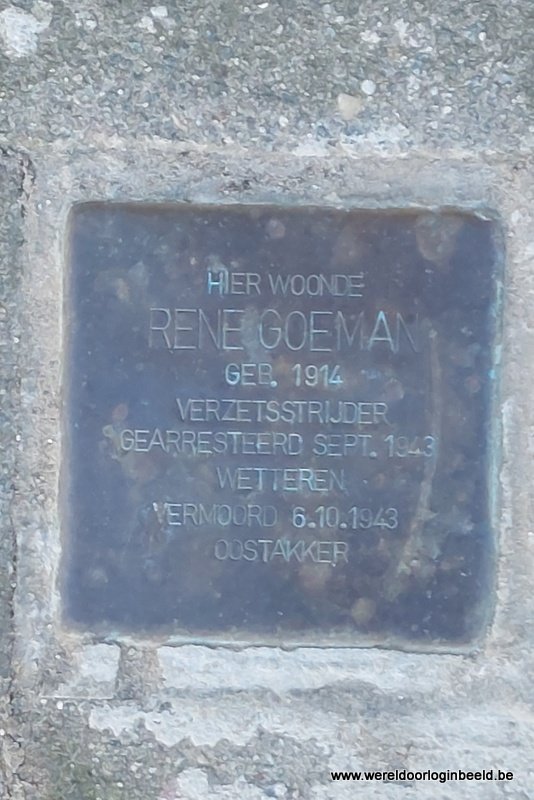 HIER WOONDE
RENE GOEMAN
GEB. 1914
VERZETSSTRIJDER
GEARRESTEERD SEPT. 1943
WETTEREN
VERMOORD 6.10.1943
OOSTAKKER
www.wereldoorloginbeeld.be